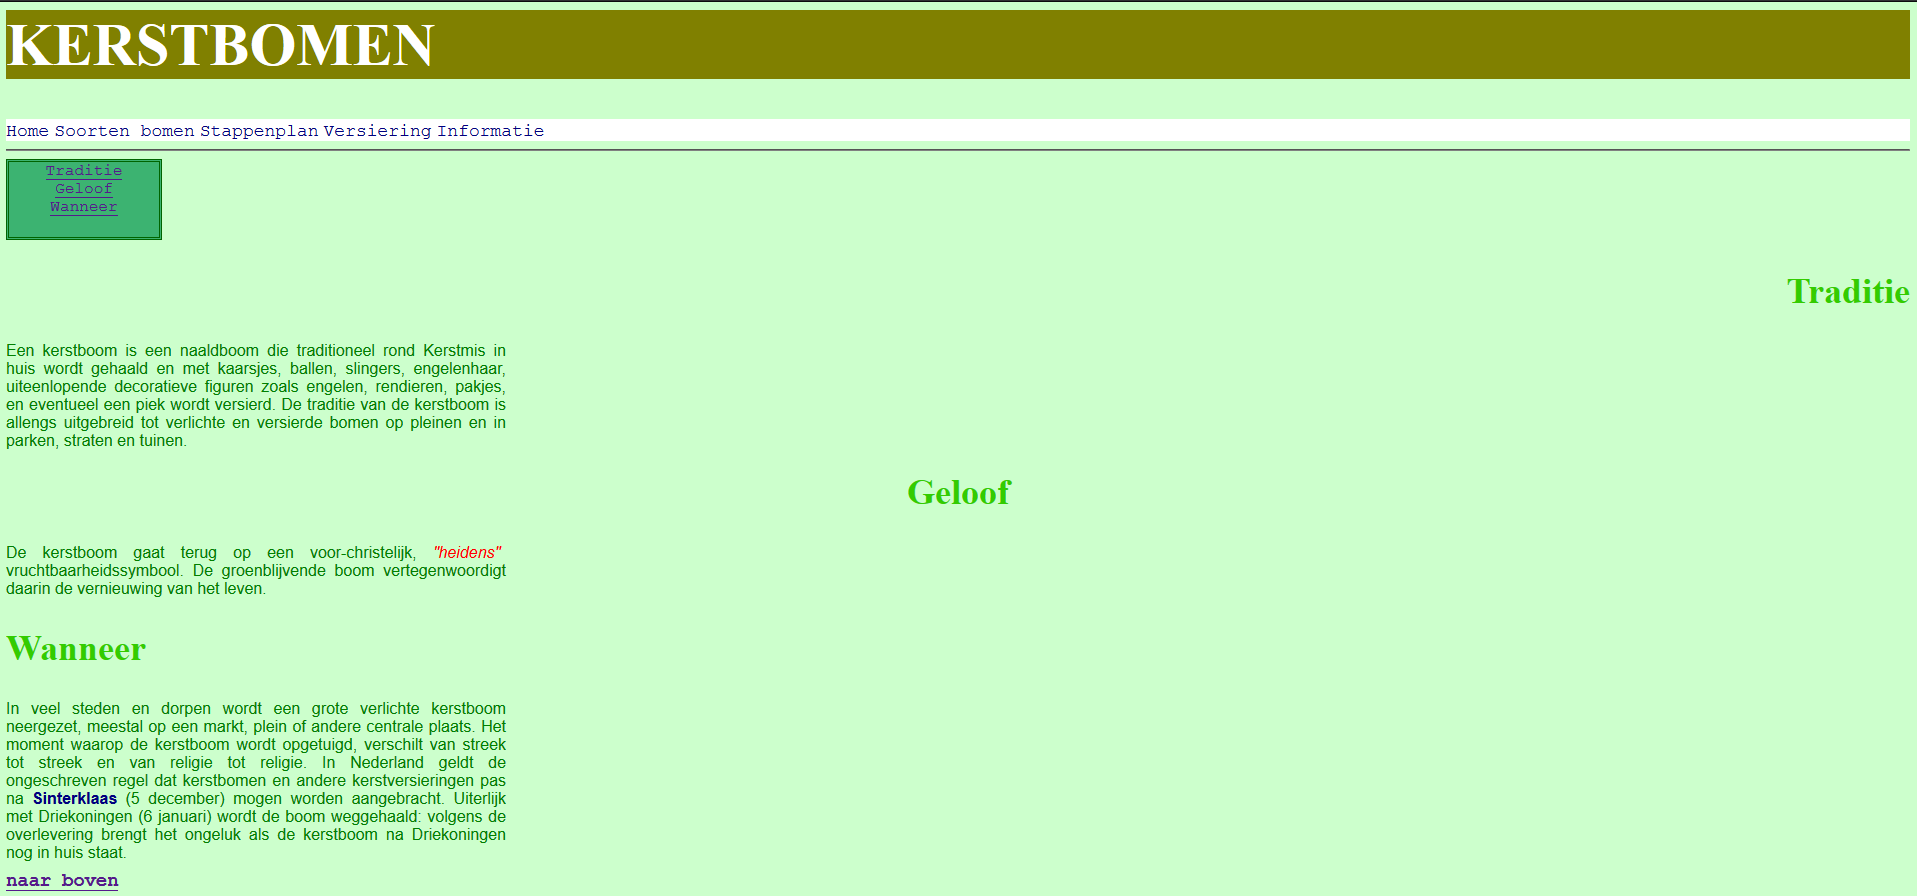 KERSTBOMEN
Home Soorten bomen Stappenplan Versiering Informatie
Traditie
Geloof
Wanneer
Traditie
Een kerstboom is een naaldboom die traditioneel rond Kerstmis in
huis wordt gehaald en met kaarsjes, ballen, slingers, engelenhaar,
uiteenlopende decoratieve figuren zoals engelen, rendieren, pakjes,
en eventueel een piek wordt versierd. De traditie van de kerstboom is
allengs uitgebreid tot verlichte en versierde bomen op pleinen en in
parken, straten en tuinen.
Geloof
De kerstboom gaat terug op een voor-christelijk, "heidens"
vruchtbaarheidssymbool. De groenblijvende boom vertegenwoordigt
daarin de vernieuwing van het leven.
Wanneer
In veel steden en dorpen wordt een grote verlichte kerstboom
neergezet, meestal op een markt, plein of andere centrale plaats. Het
moment waarop de kerstboom wordt opgetuigd, verschilt van streek
tot streek en van religie tot religie. In Nederland geldt de
ongeschreven regel dat kerstbomen en andere kerstversieringen pas
na Sinterklaas (5 december) mogen worden aangebracht. Uiterlijk
met Driekoningen (6 januari) wordt de boom weggehaald: volgens de
overlevering brengt het ongeluk als de kerstboom na Driekoningen
nog in huis staat.
naar boven